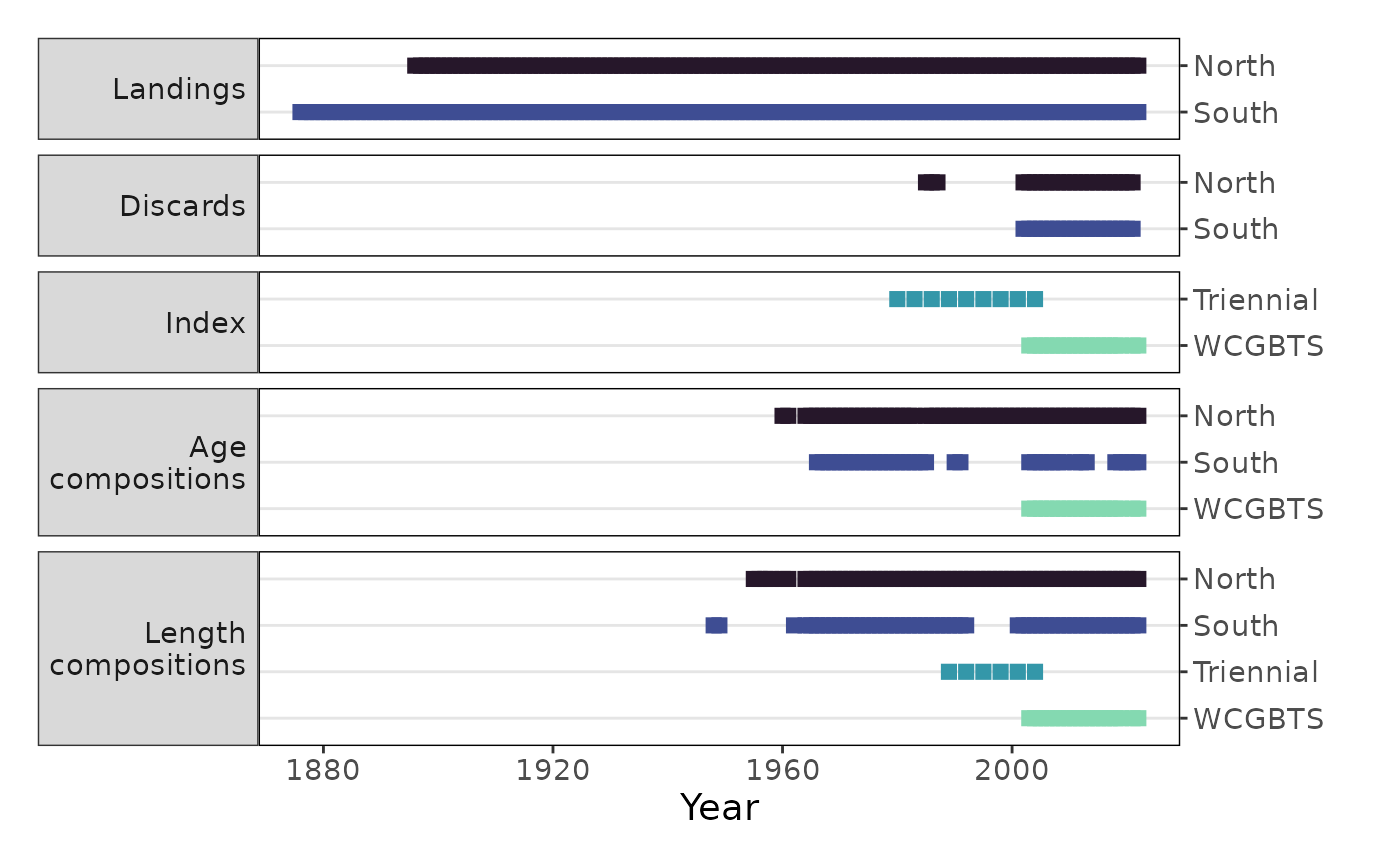 Landings
North
South
Discards
North
South
Index
Triennial
WCGBTS
Age
compositions
North
South
WCGBTS
Length
compositions
North
South
Triennial
WCGBTS
1880 1920 1960 2000
Year